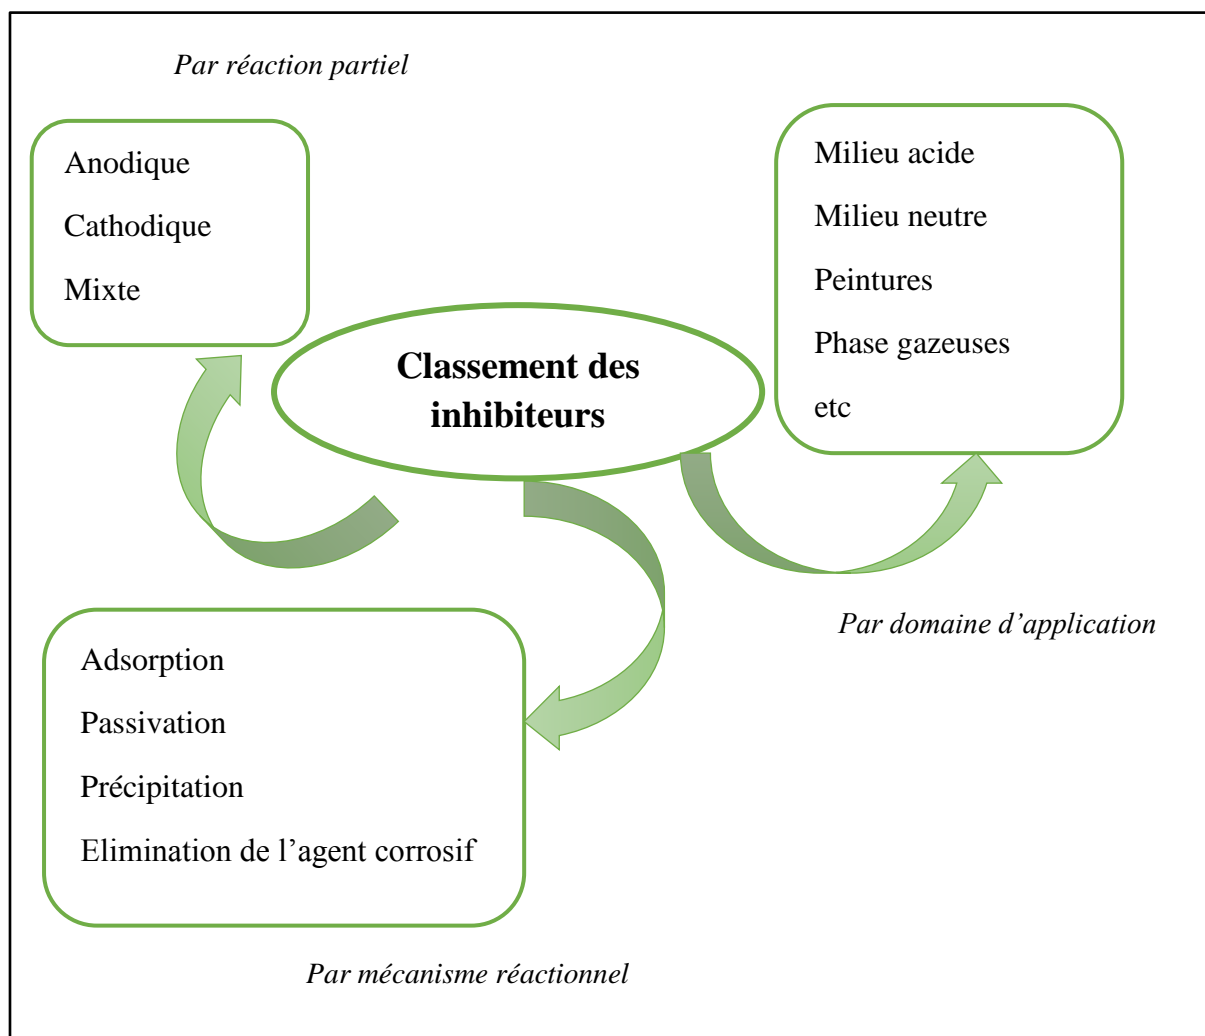 Par réaction partiel
Anodique
Cathodique
Mixte
Milieu acide
Milieu neutre
Peintures
Phase gazeuses
etc
Classement des
inhibiteurs
Par domaine d’application
Adsorption
Passivation
Précipitation
Elimination de l’agent corrosif
Par mécanisme réactionnel